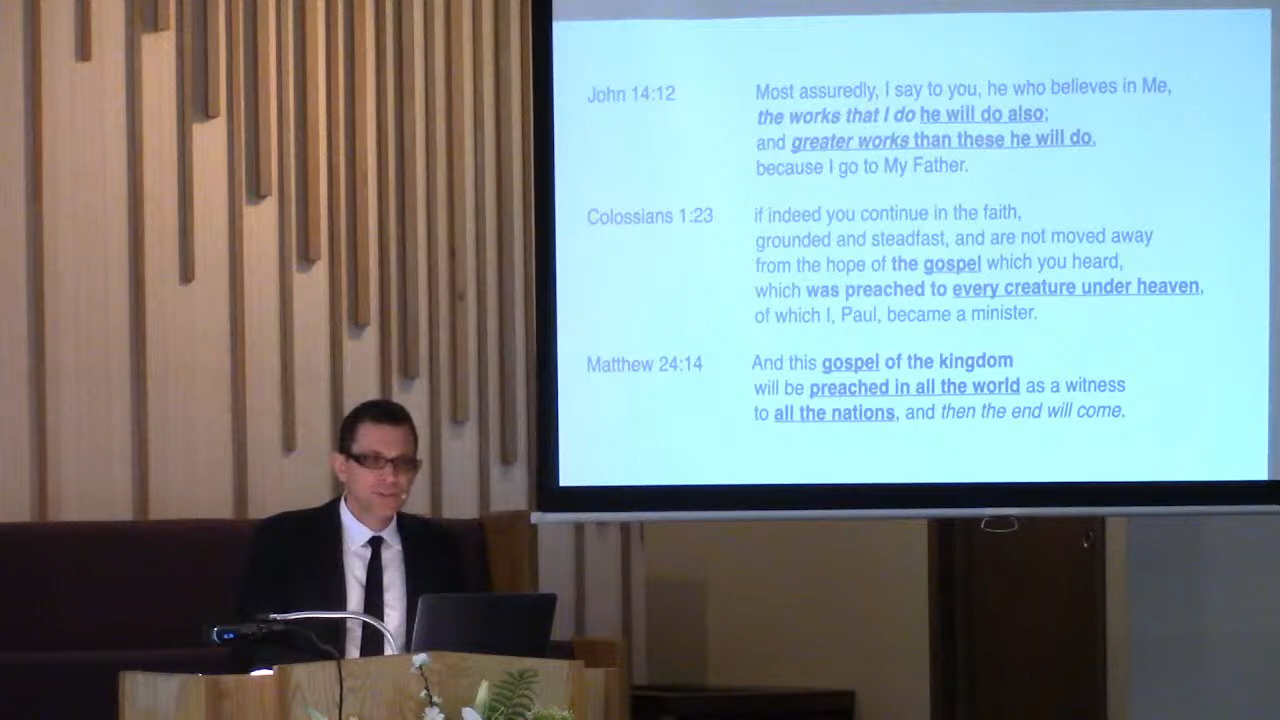 John 14:12 Most assuredly, I say to you, he who believes in Me,
the works that I do he will do also;
and greater works than these he will do,
because I go to My Father.
Colossians 1:23 if indeed you continue in the faith,
grounded and steadfast, and are not moved away
from the hope of the gospel which you heard,
which was preached to every creature under heaven,
of which I, Paul, became a minister.
Matthew 24:14 And this gospel of the kingdom
will be preached in all the world as a witness
to all the nations, and then the end will come.